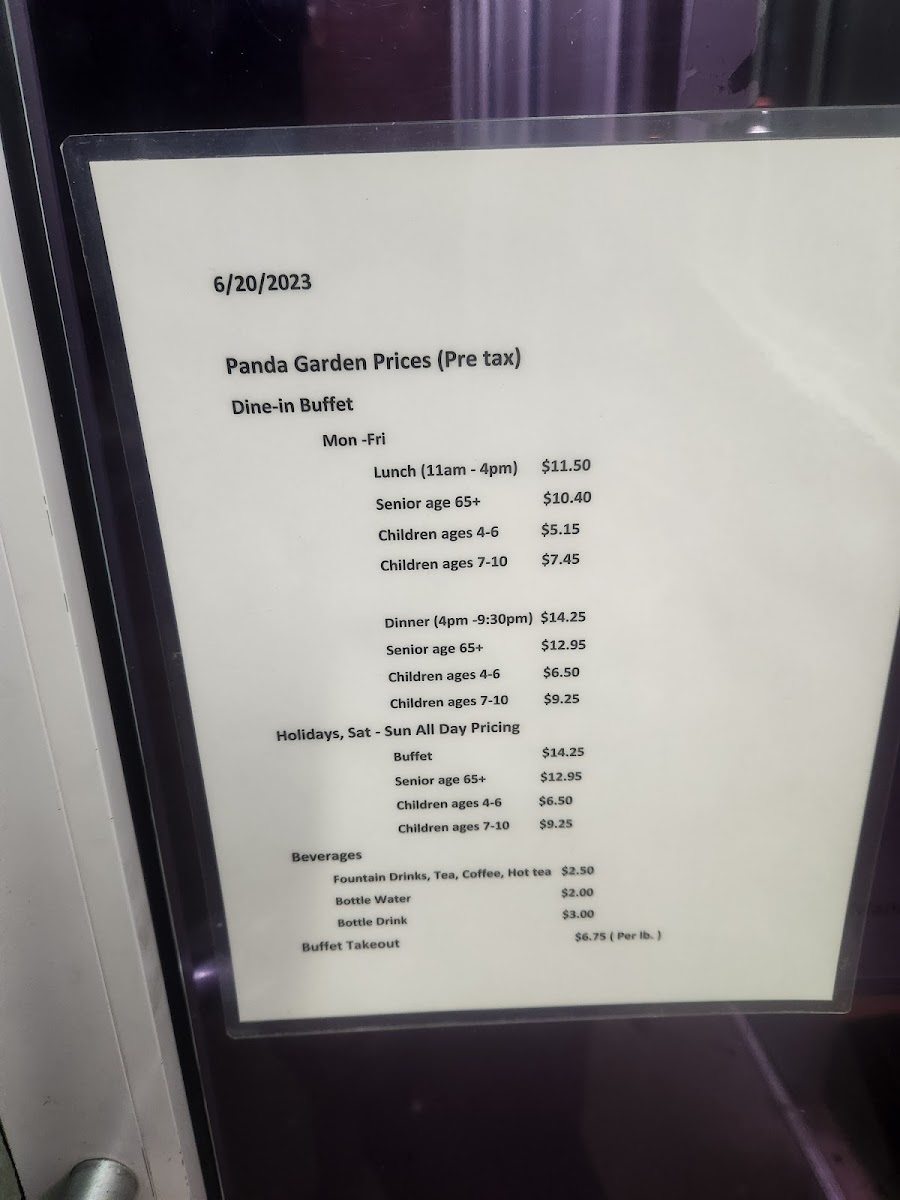 6/20/2023
Panda Garden Prices (Pre tax)
Dine-in Buffet
Mon -Fri
Lunch (11am - 4pm) $11.50
Senior age 65+ $10.40
Children ages 4-6 $5.15
Children ages 7-10 $7.45
Dinner (4pm -9:30pm) $14.25
Senior age 65+ $12.95
Children ages 4-6 $6.50
Children ages 7-10 $9.25
Holidays, Sat - Sun All Day Pricing
Buffet $14.25
Senior age 65+ $12.95
Children ages 4-6 $6.50
Children ages 7-10 $9.25
Beverages
Fountain Drinks, Tea, Coffee, Hot tea $2.50
Bottle Water $2.00
Bottle Drink $3.00
Buffet Takeout $6.75 ( Per lb. )